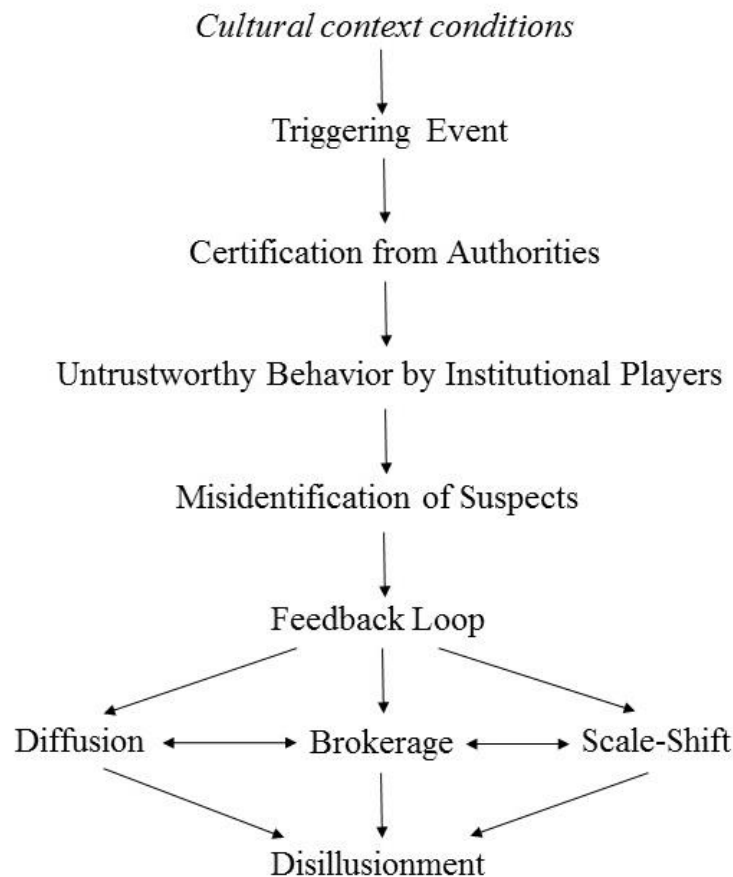 Cultural context conditions
Triggering Event
Certification from Authorities
Untrustworthy Behavior by Institutional Players
Misidentification of Suspects
Feedback Loop
Diffusion Brokerage Scale-Shift
Disillusionment